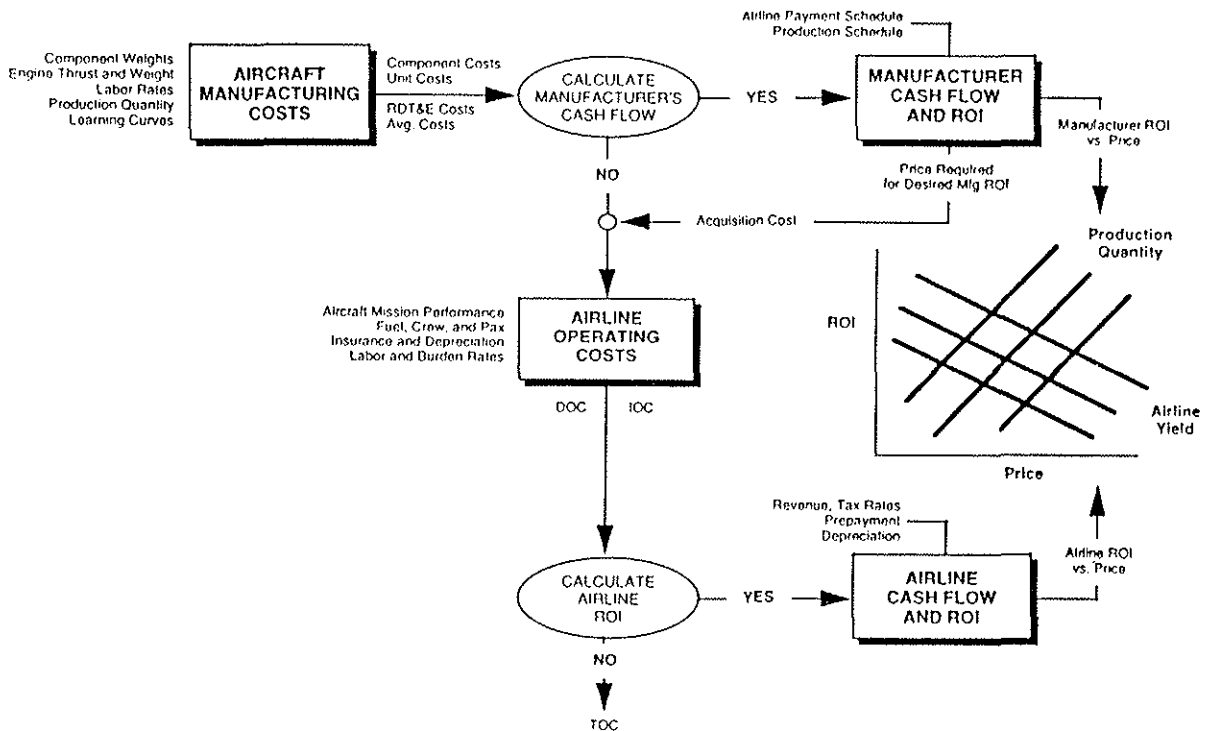 Component Weights
Engine Thrust and Weight
Labor Rates
Production Quantity
Learning Curves
AIRCRAFT
MANUFACTURING
COSTS
Component Costs
Unit Costs
RDT&E Costs
Avg. Costs
CALCULATE
MANUFACTURER'S
CASH FLOW
YES
NO
Airline Payment Schedule
Production Schedule
MANUFACTURER
CASH FLOW
AND ROI
Manufacturer ROI
vs. Price
Price Required
for Desired Mfg ROI
Acquisition Cost
Production
Quantity
ROI
Airline
Yield
Price
Aircraft Mission Performance
Fuel, Crew, and Pax
Insurance and Depreciation
Labor and Burden Rates
AIRLINE
OPERATING
COSTS
DOC IOC
Revenue, Tax Rates
Prepayment
Depreciation
CALCULATE
AIRLINE
ROI
YES
AIRLINE
CASH FLOW
AND ROI
Airline ROI
vs. Price
NO
TOC